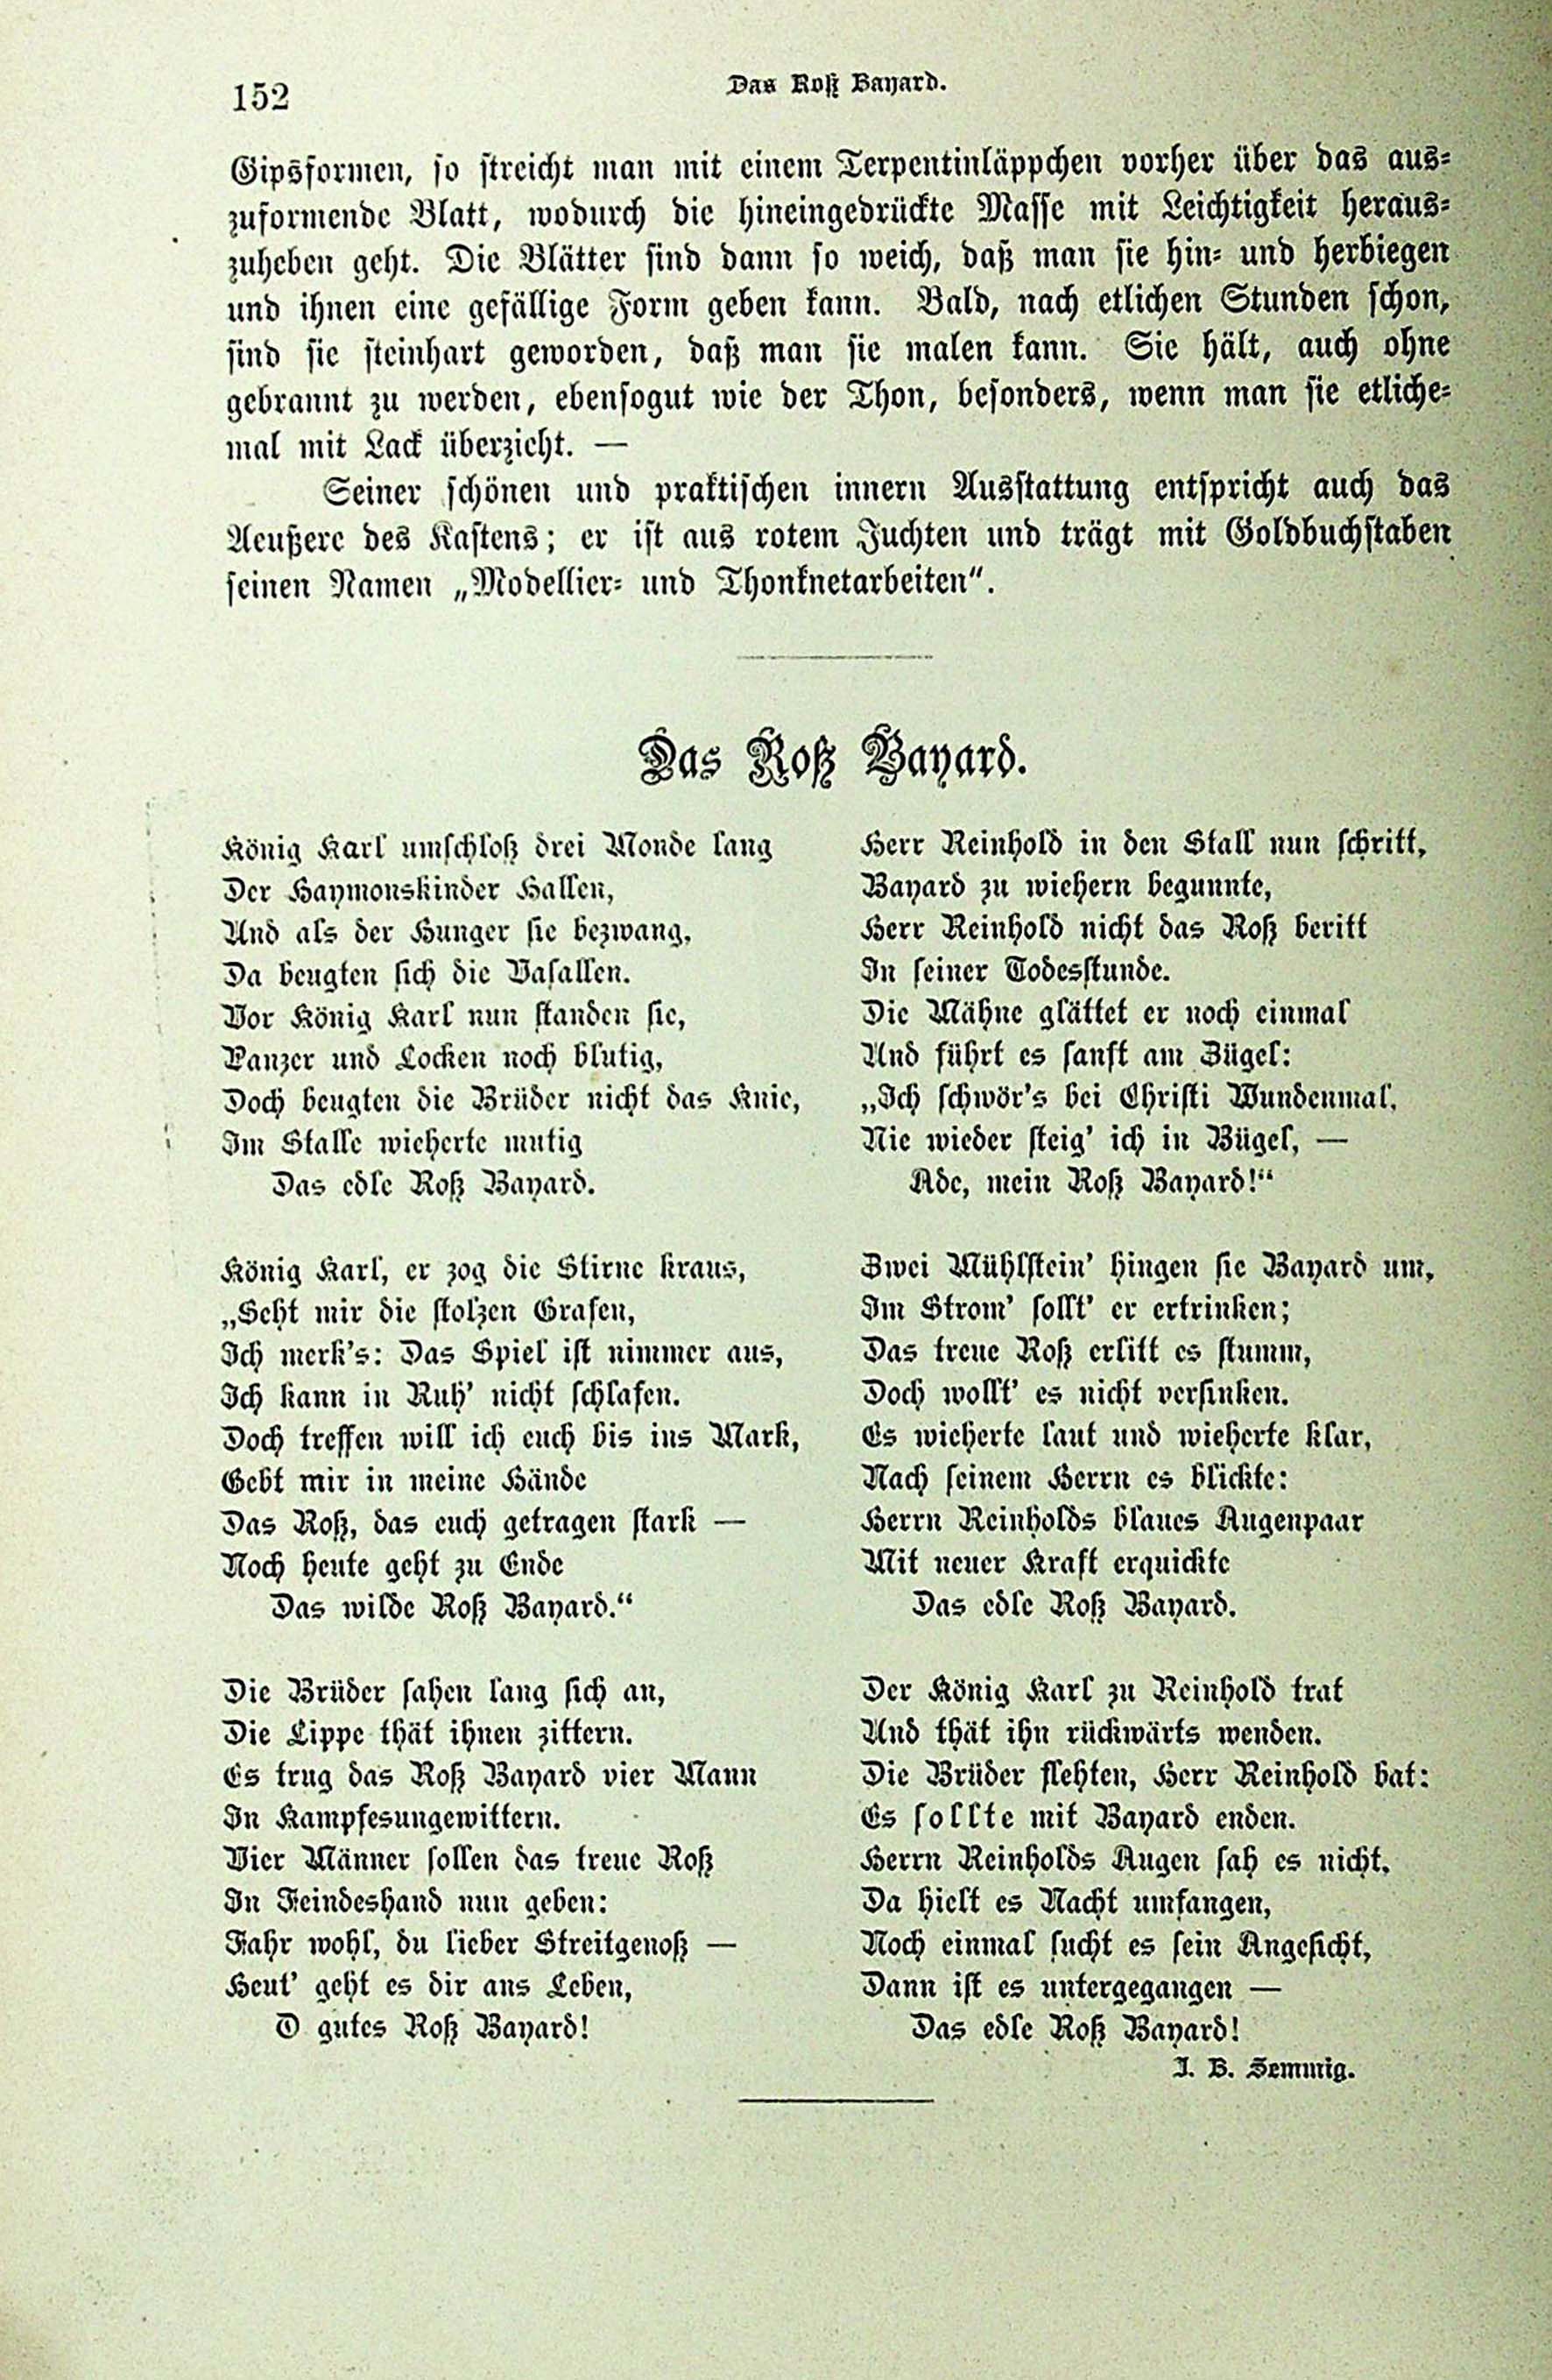 152
Das Roß Bayard.
Gipsformen, so streicht man mit einem Terpentinläppchen vorher über das aus-
zuformende Blatt, wodurch die hineingedrückte Masse mit Leichtigkeit heraus-
zuheben geht. Die Blätter sind dann so weich, daß man sie hin- und herbiegen
und ihnen eine gefällige Form geben kann. Bald, nach etlichen Stunden schon,
sind sie steinhart geworden, daß man sie malen kann. Sie hält, auch ohne
gebrannt zu werden, ebensogut wie der Thon, besonders, wenn man sie etliche-
mal mit Lack überzieht. —
Seiner schönen und praktischen innern Ausstattung entspricht auch das
Aeußere des Kastens; er ist aus rotem Juchten und trägt mit Goldbuchstaben
seinen Namen „Modellier- und Thonknetarbeiten“.
Das Roß Bayard.
König Karl umschloß drei Monde lang
Der Haymonskinder Hallen,
Und als der Hunger sie bezwang,
Da beugten sich die Vasallen.
Vor König Karl nun standen sie,
Panzer und Locken noch blutig,
Doch beugten die Brüder nicht das Knie,
Im Stalle wieherte mutig
Das edle Roß Bayard.
König Karl, er zog die Stirne kraus,
„Seht mir die stolzen Grafen,
Ich merk's: Das Spiel ist nimmer aus,
Ich kann in Ruh' nicht schlafen.
Doch treffen will ich euch bis ins Mark,
Gebt mir in meine Hände
Das Roß, das euch getragen stark —
Noch heute geht zu Ende
Das wilde Roß Bayard.“
Die Brüder sahen lang sich an,
Die Lippe thät ihnen zittern.
Es trug das Roß Bayard vier Mann
In Kampfesungewittern.
Vier Männer sollen das treue Roß
In Feindeshand nun geben:
Fahr wohl, du lieber Streitgenoß —
Heut' geht es dir ans Leben,
O gutes Roß Bayard!
Herr Reinhold in den Stall nun schritt,
Bayard zu wiehern begunnte,
Herr Reinhold nicht das Roß beritt
In seiner Todesstunde.
Die Mähne glättet er noch einmal
Und führt es sanft am Zügel:
„Ich schwör's bei Christi Wundenmal,
Nie wieder steig' ich in Bügel, —
Ade, mein Roß Bayard!“
Zwei Mühlstein' hingen sie Bayard um,
Im Strom' sollt' er ertrinken;
Das treue Roß erlitt es stumm,
Doch wollt' es nicht versinken.
Es wieherte laut und wieherte klar,
Nach seinem Herrn es blickte:
Herrn Reinholds blaues Augenpaar
Mit neuer Kraft erquickte
Das edle Roß Bayard.
Der König Karl zu Reinhold trat
Und thät ihn rückwärts wenden.
Die Brüder flehten, Herr Reinhold bat:
Es sollte mit Bayard enden.
Herrn Reinholds Augen sah es nicht,
Da hielt es Nacht umfangen,
Noch einmal sucht es sein Angesicht,
Dann ist es untergegangen —
Das edle Roß Bayard!
J. B. Semmig.